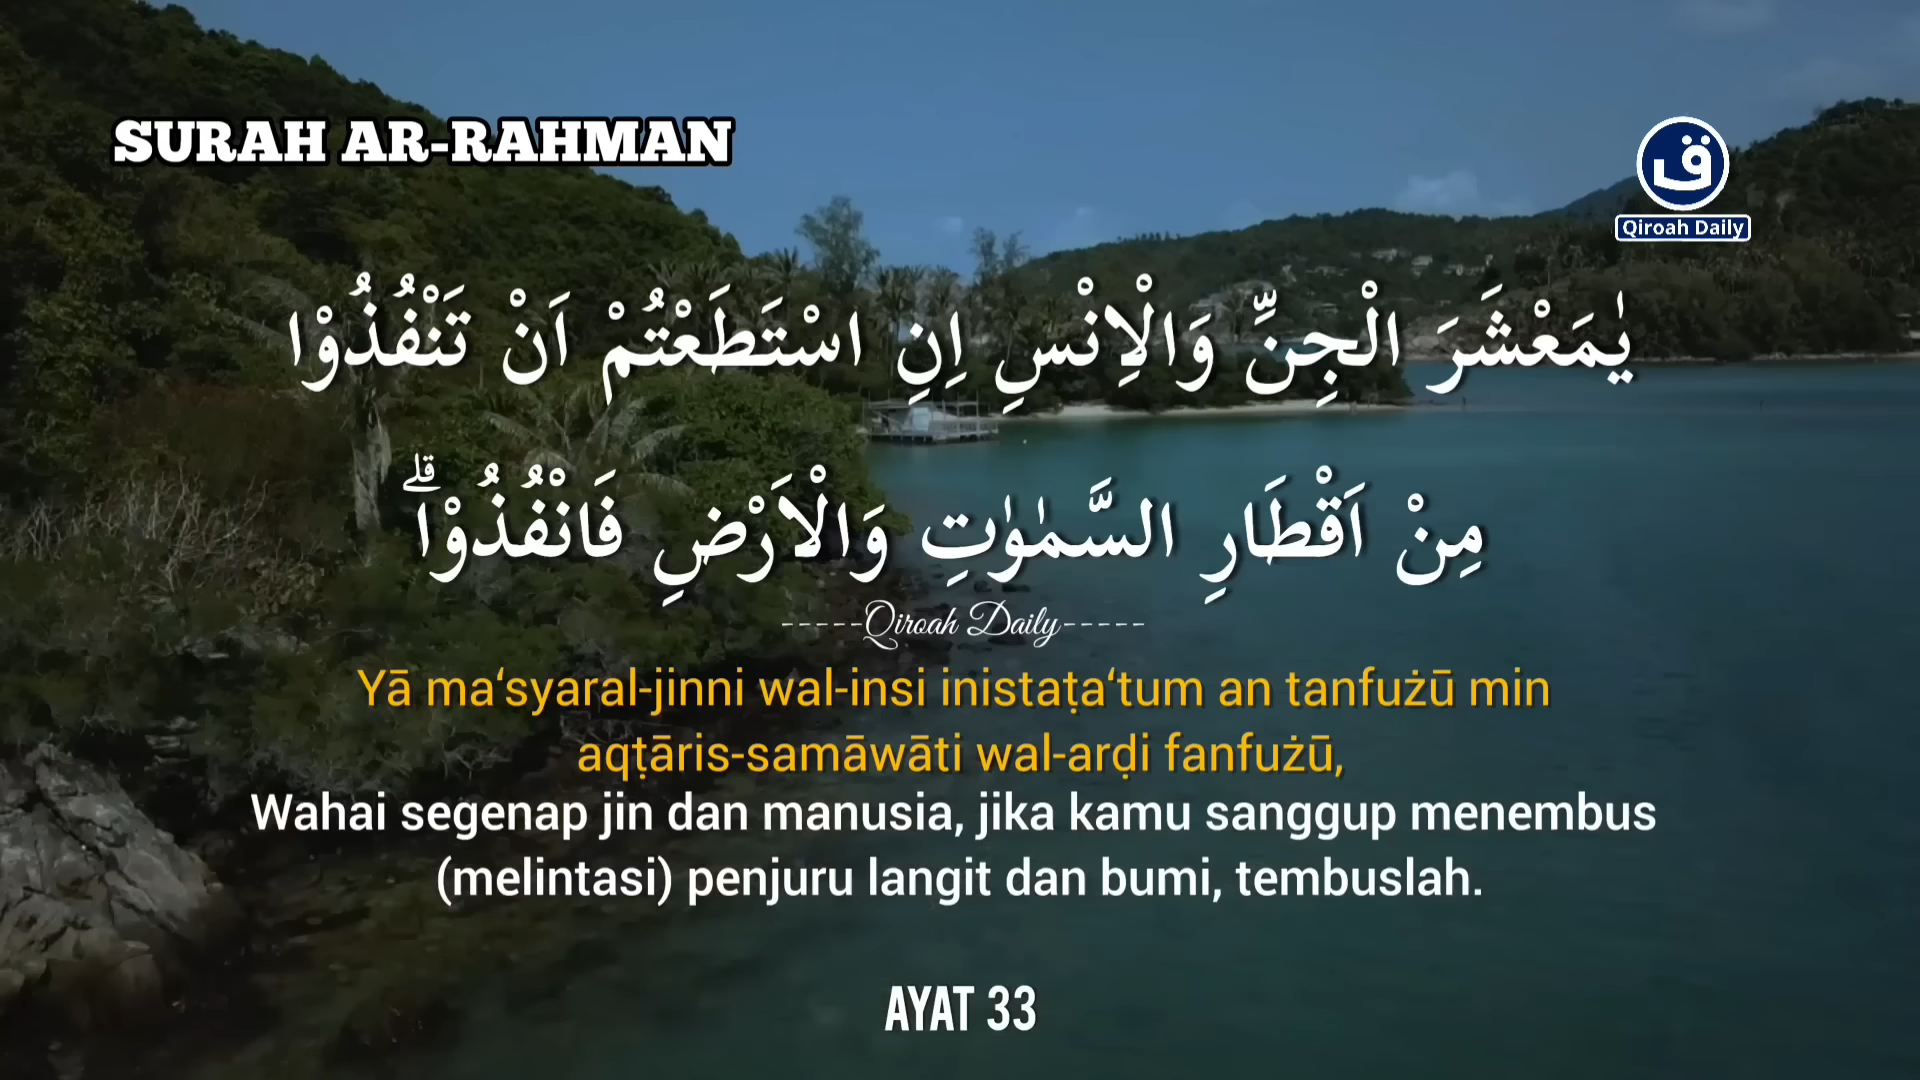 SURAH AR-RAHMAN
ق
Qiroah Daily
يٰمَعْشَرَ الْجِنِّ وَالْاِنْسِ اِنِ اسْتَطَعْتُمْ اَنْ تَنْفُذُوْا
مِنْ اَقْطَارِ السَّمٰوٰتِ وَالْاَرْضِ فَانْفُذُوْاۗ
-----Qiroah Daily-----
Yā ma‘syaral-jinni wal-insi inistaṭa‘tum an tanfużū min
aqṭāris-samāwāti wal-arḍi fanfużū,
Wahai segenap jin dan manusia, jika kamu sanggup menembus
(melintasi) penjuru langit dan bumi, tembuslah.
AYAT 33